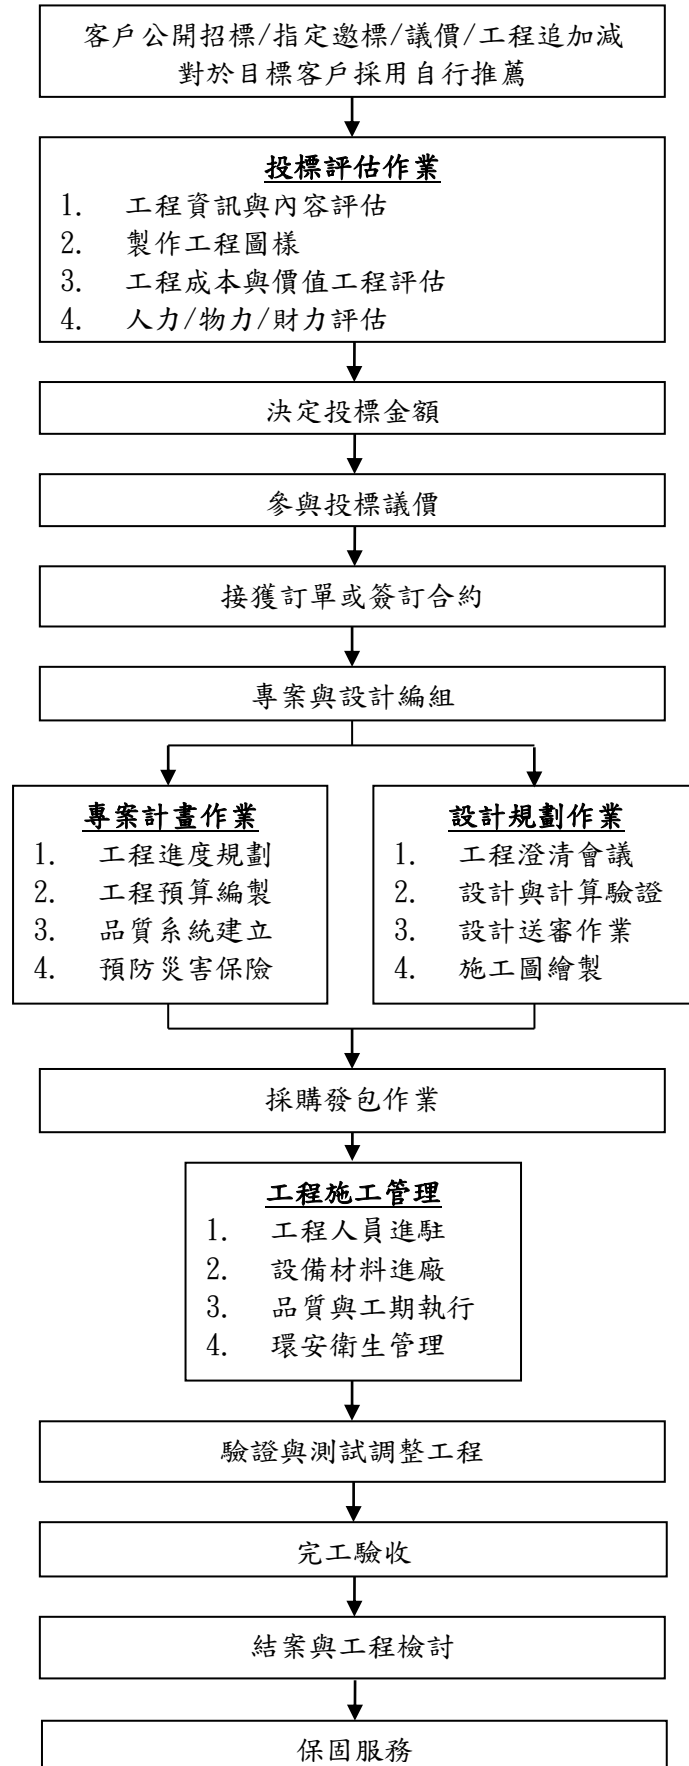 客戶公開招標/指定邀標/議價/工程追加減
對於目標客戶採用自行推薦
投標評估作業
1. 工程資訊與內容評估
2. 製作工程圖樣
3. 工程成本與價值工程評估
4. 人力/物力/財力評估
決定投標金額
參與投標議價
接獲訂單或簽訂合約
專案與設計編組
專案計畫作業
1. 工程進度規劃
2. 工程預算編製
3. 品質系統建立
4. 預防災害保險
設計規劃作業
1. 工程澄清會議
2. 設計與計算驗證
3. 設計送審作業
4. 施工圖繪製
採購發包作業
工程施工管理
1. 工程人員進駐
2. 設備材料進廠
3. 品質與工期執行
4. 環安衛生管理
驗證與測試調整工程
完工驗收
結案與工程檢討
保固服務